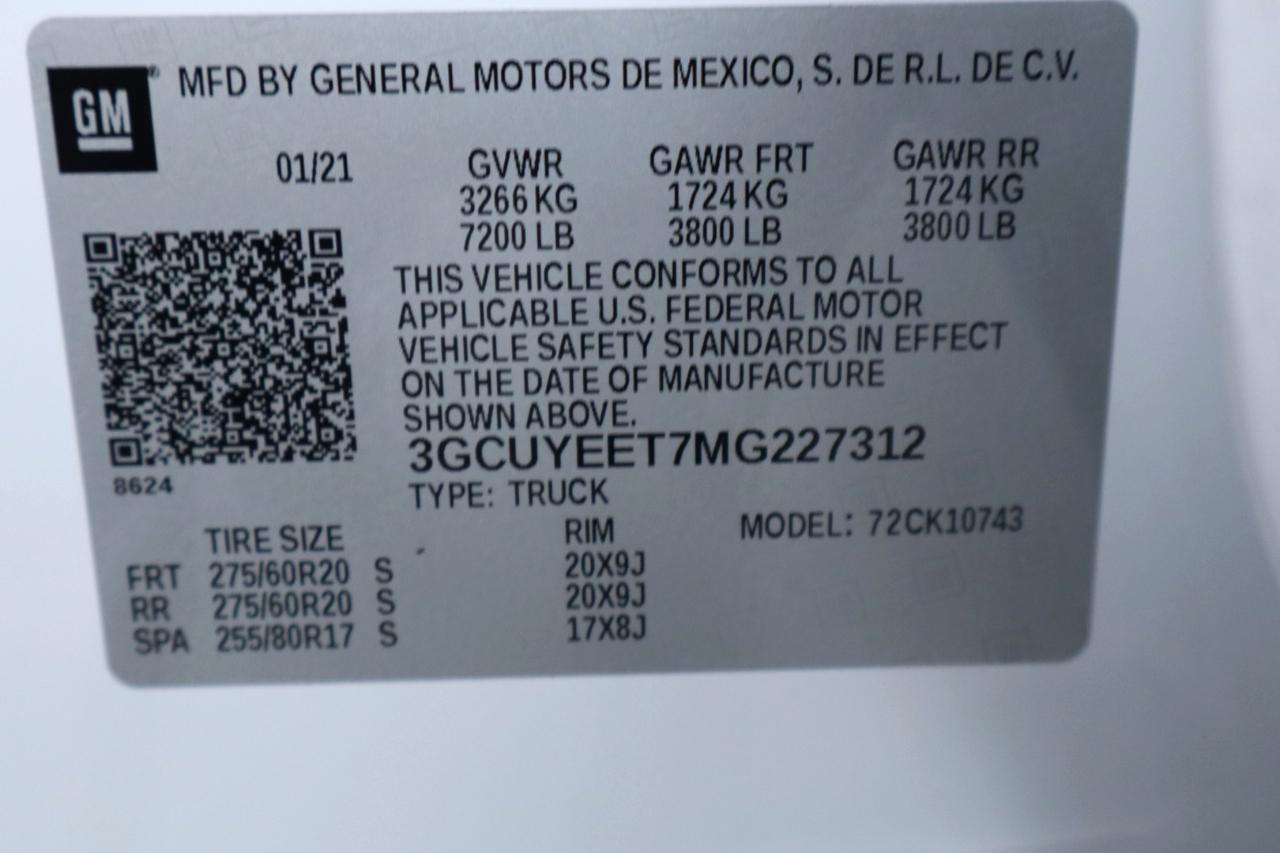 GM® MFD BY GENERAL MOTORS DE MEXICO, S. DE R.L. DE C.V.
01/21 GVWR GAWR FRT GAWR RR
3266 KG 1724 KG 1724 KG
7200 LB 3800 LB 3800 LB
THIS VEHICLE CONFORMS TO ALL
APPLICABLE U.S. FEDERAL MOTOR
VEHICLE SAFETY STANDARDS IN EFFECT
ON THE DATE OF MANUFACTURE
SHOWN ABOVE.
3GCUYEET7MG227312
8624
TYPE: TRUCK
TIRE SIZE RIM MODEL: 72CK10743
FRT 275/60R20 S 20X9J
RR 275/60R20 S 20X9J
SPA 255/80R17 S 17X8J